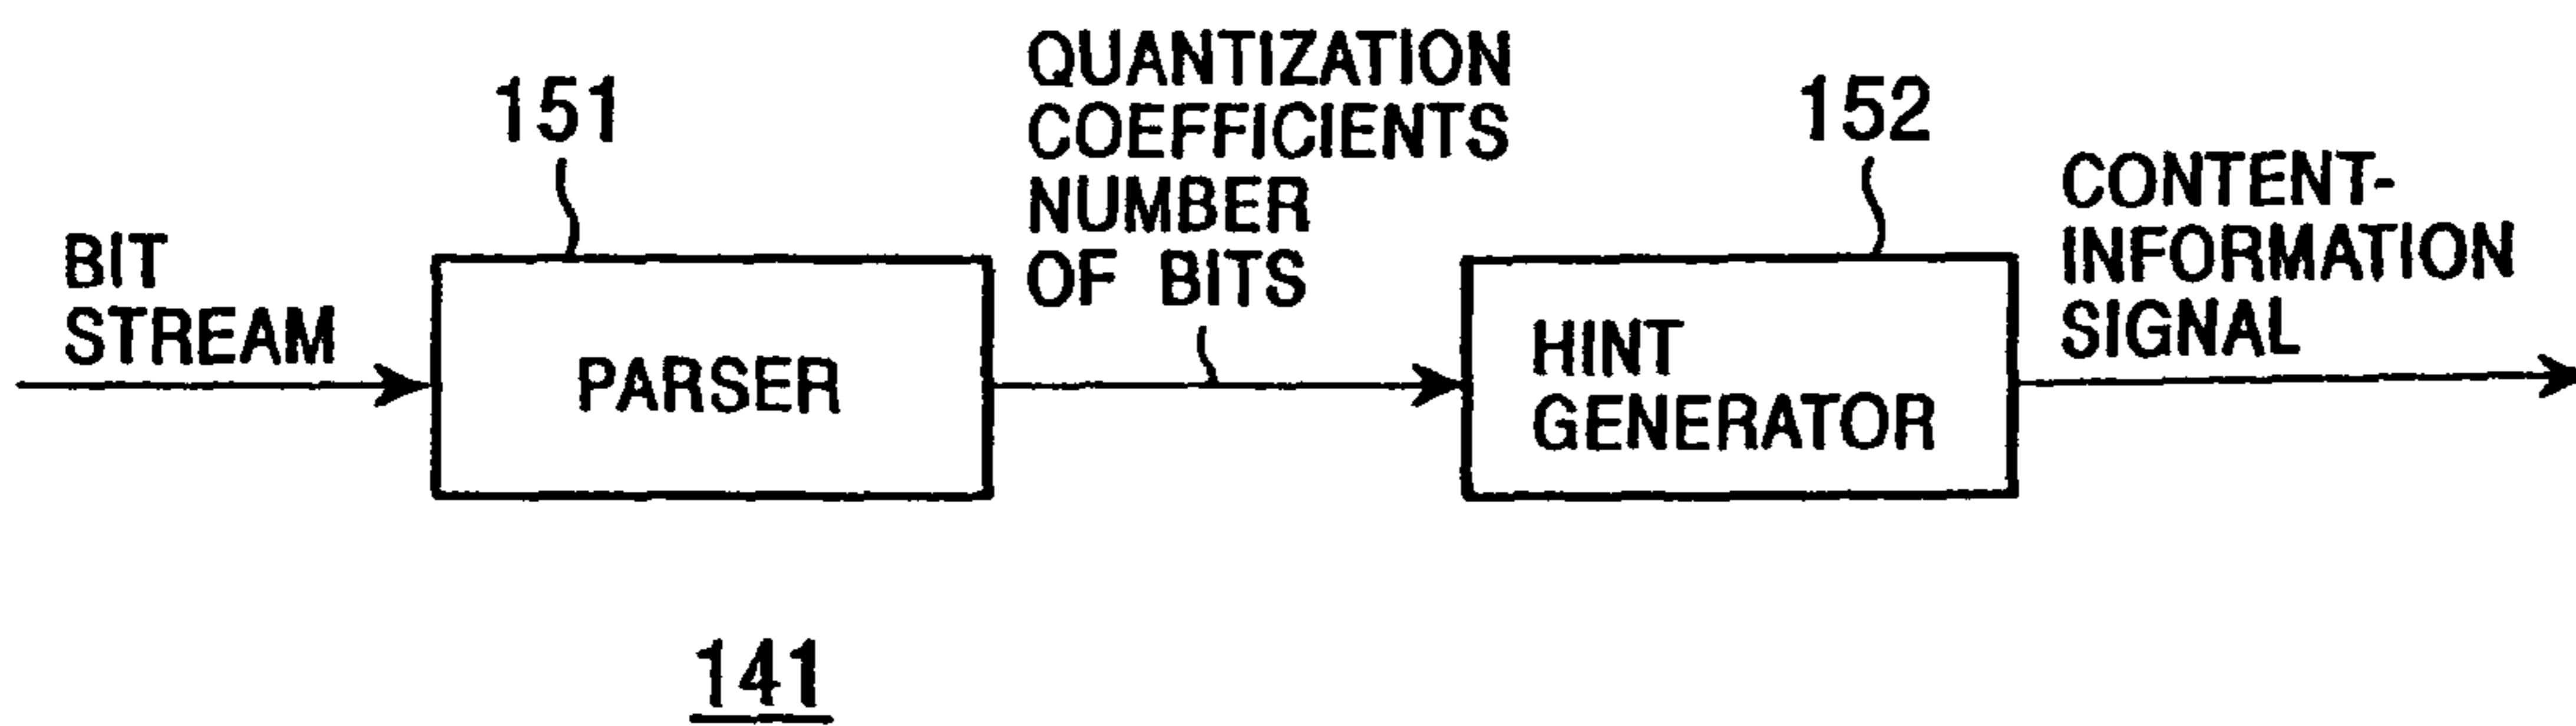 151
QUANTIZATION
COEFFICIENTS
NUMBER
OF BITS
152
CONTENT-
INFORMATION
SIGNAL
BIT
STREAM
PARSER
HINT
GENERATOR
141